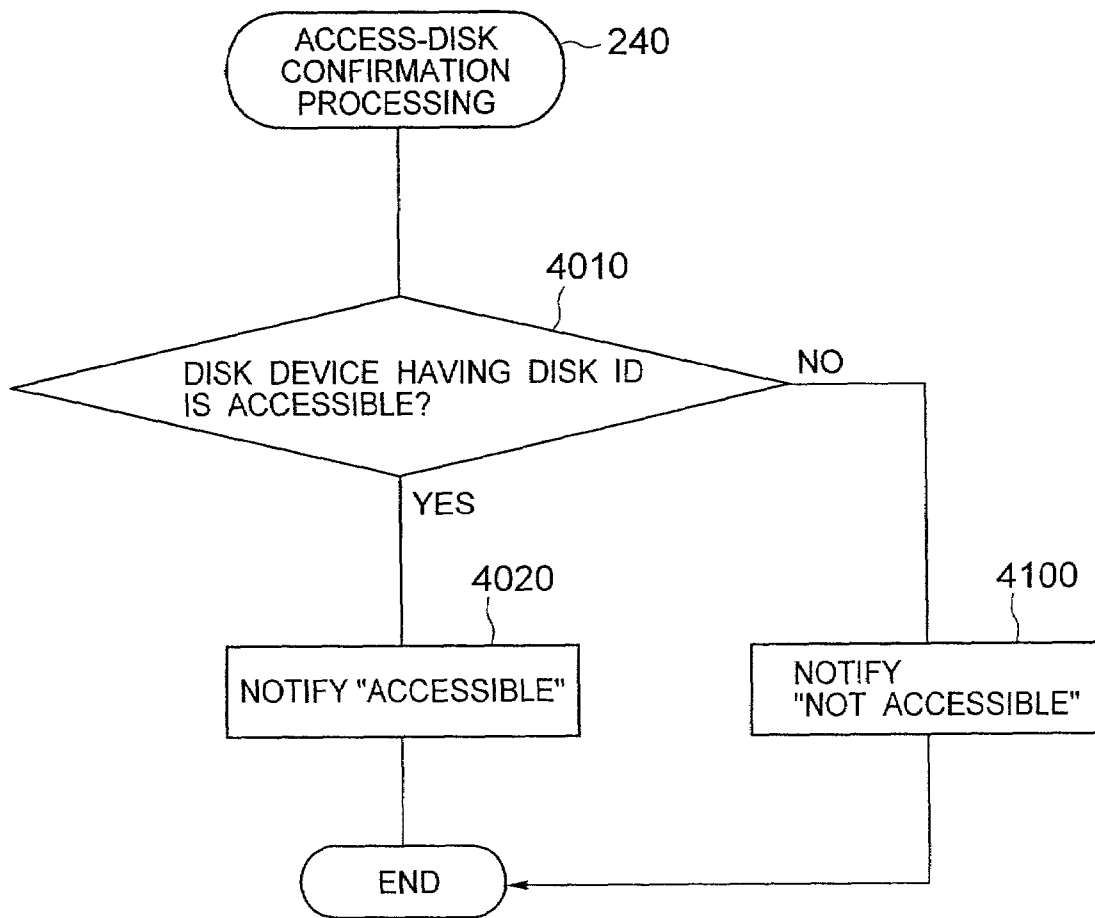 ACCESS-DISK
CONFIRMATION
PROCESSING
240
4010
DISK DEVICE HAVING DISK ID
IS ACCESSIBLE?
NO
YES
4020
4100
NOTIFY "ACCESSIBLE"
NOTIFY
"NOT ACCESSIBLE"
END